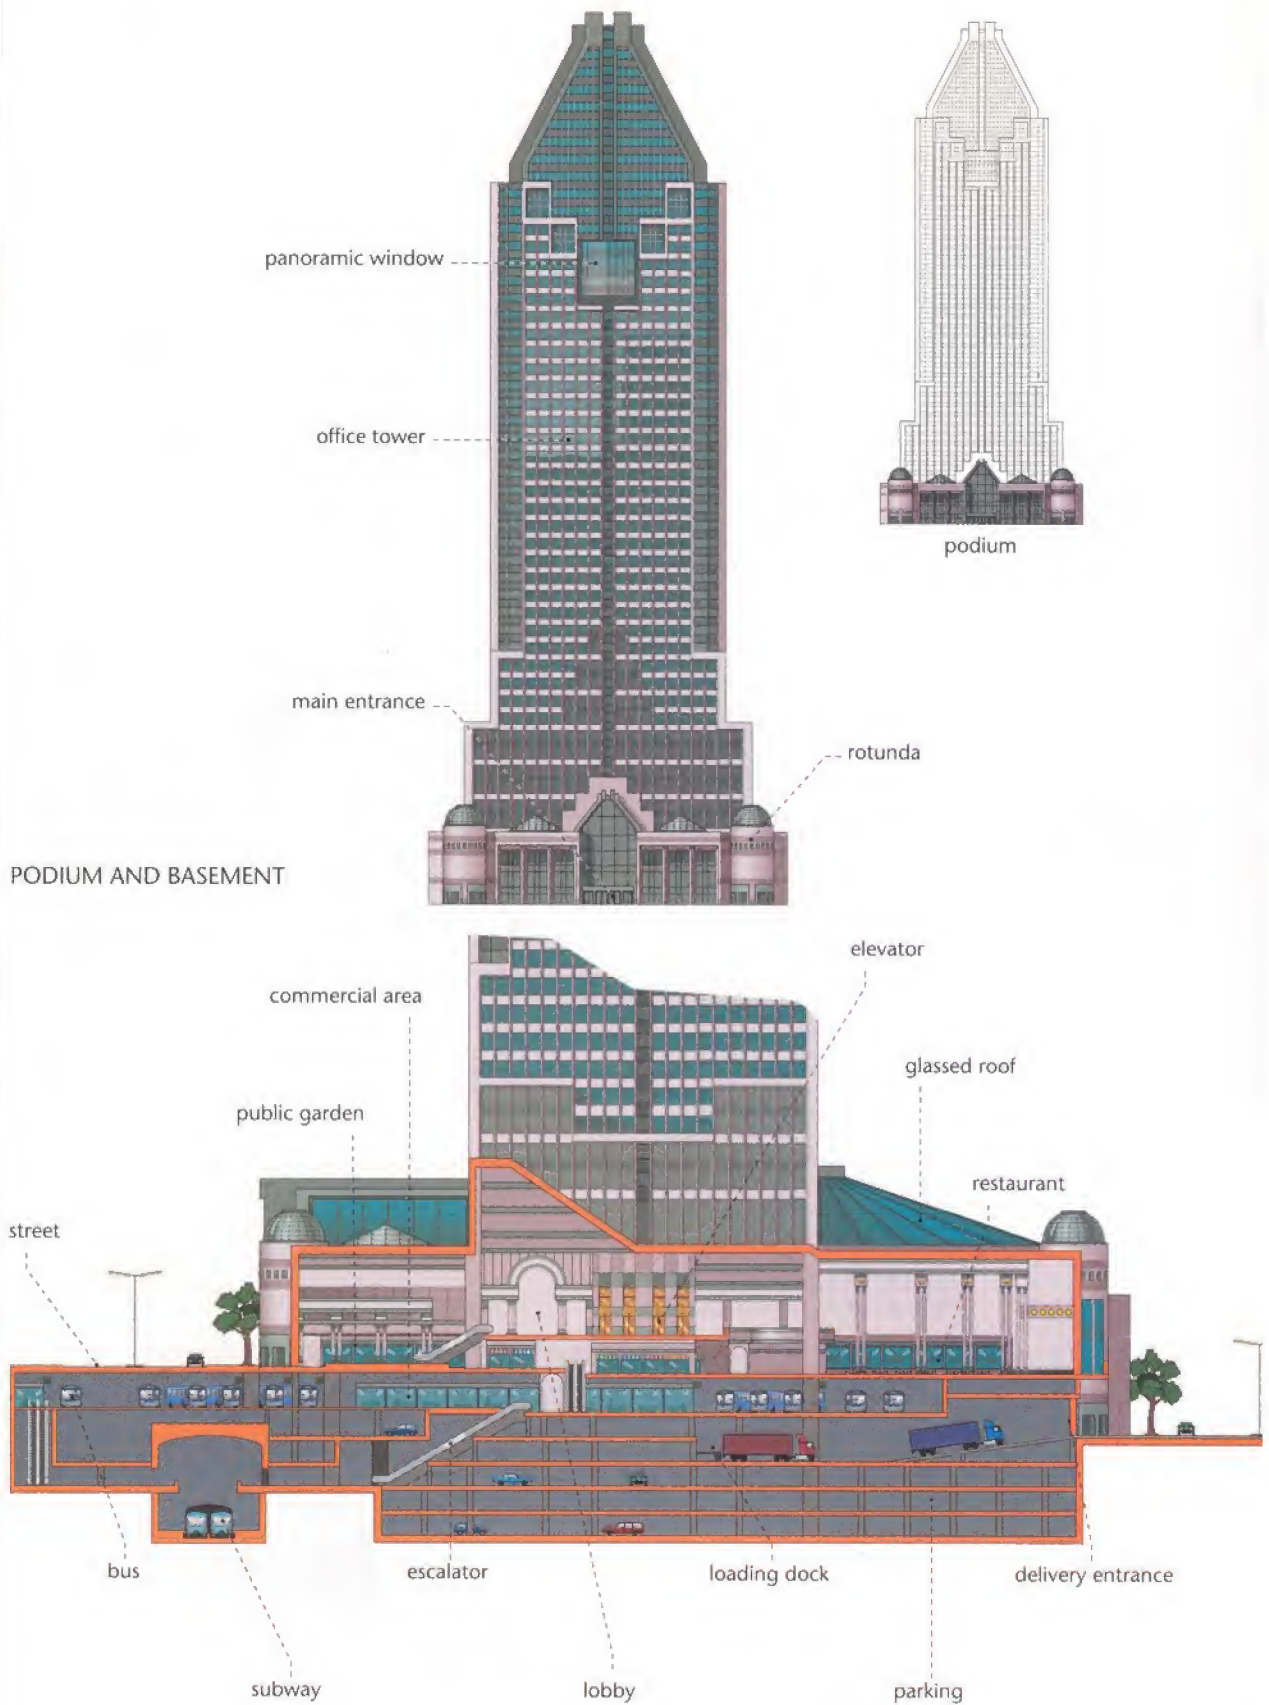 panoramic window
office tower
podium
main entrance
rotunda
PODIUM AND BASEMENT
elevator
commercial area
glassed roof
public garden
restaurant
street
bus
escalator
loading dock
delivery entrance
subway
lobby
parking